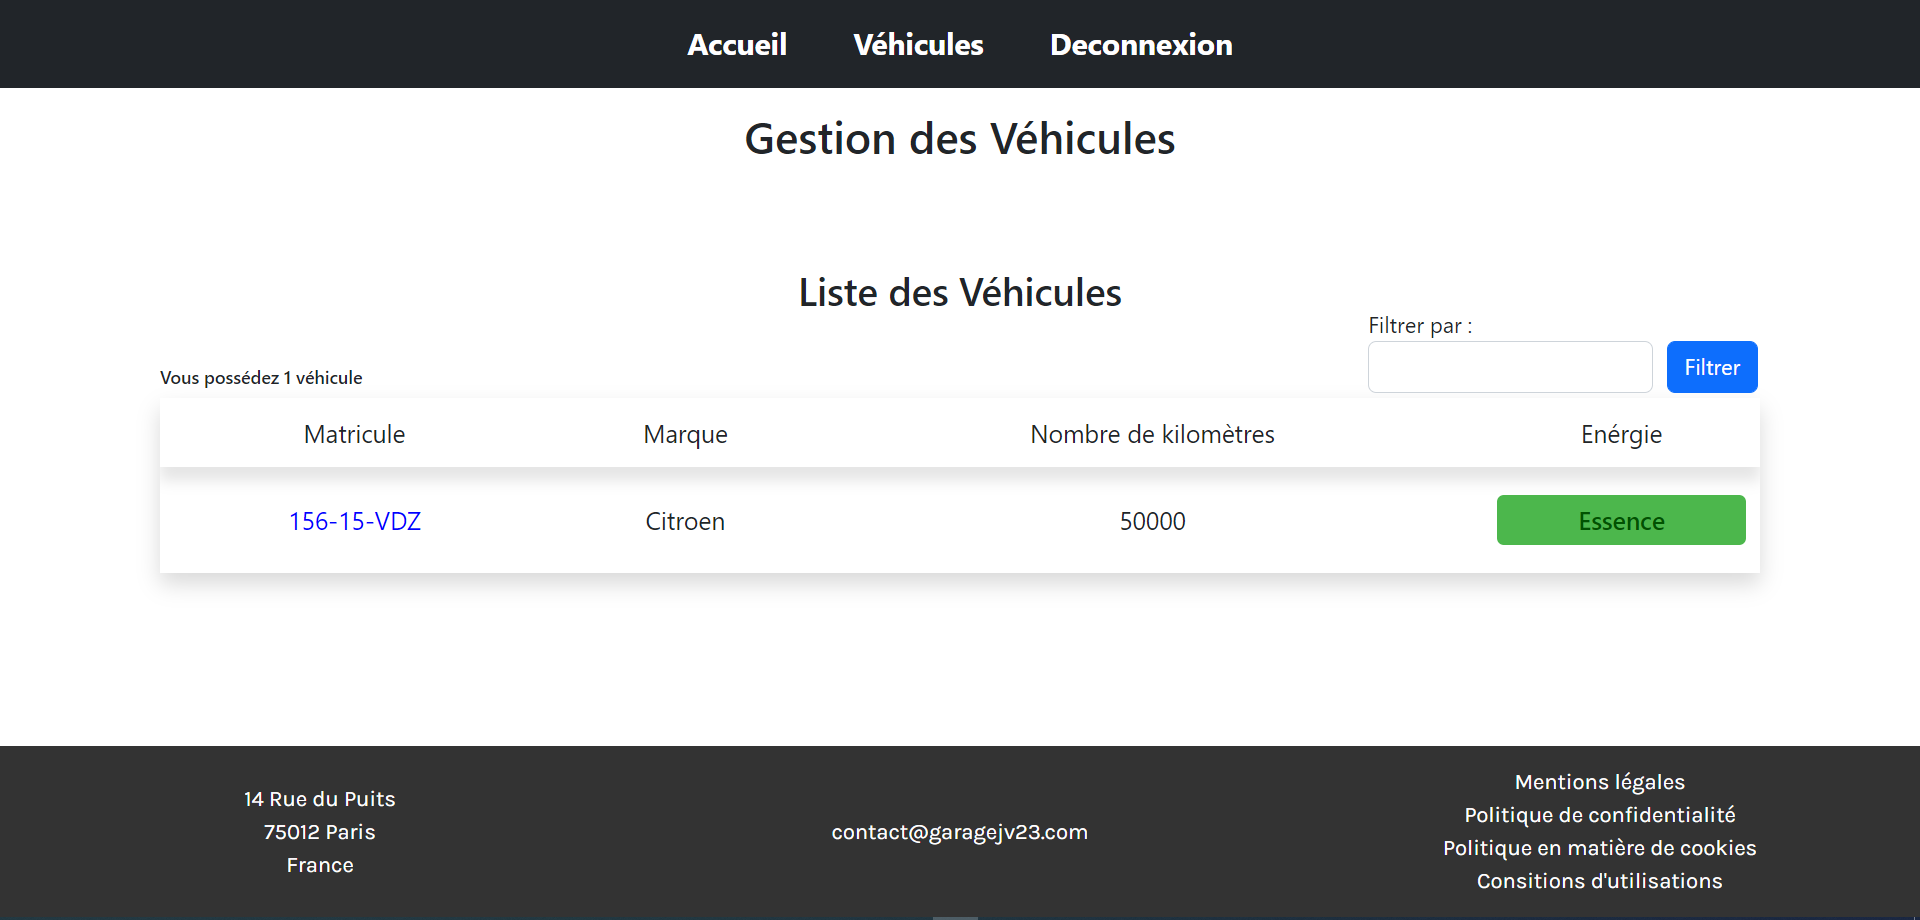 Accueil Véhicules Deconnexion
Gestion des Véhicules
Liste des Véhicules
Filtrer par :
Filtrer
Vous possédez 1 véhicule
Matricule Marque Nombre de kilomètres Enérgie
156-15-VDZ Citroen 50000 Essence
14 Rue du Puits
75012 Paris
France
contact@garagejv23.com
Mentions légales
Politique de confidentialité
Politique en matière de cookies
Consitions d'utilisations